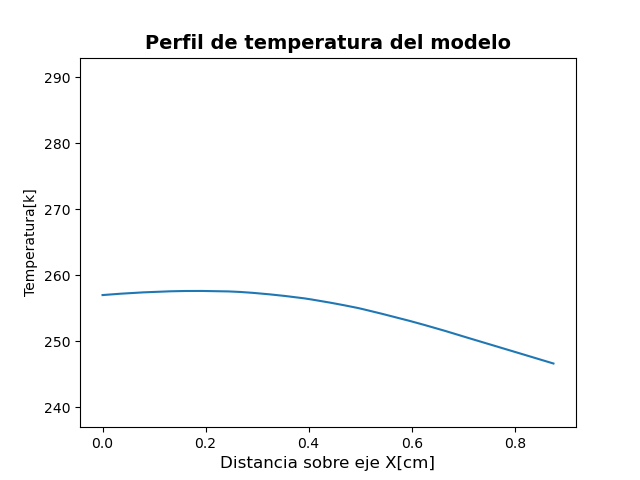 Perfil de temperatura del modelo
290
280
270
260
250
240
Temperatura[k]
0.0 0.2 0.4 0.6 0.8
Distancia sobre eje X[cm]